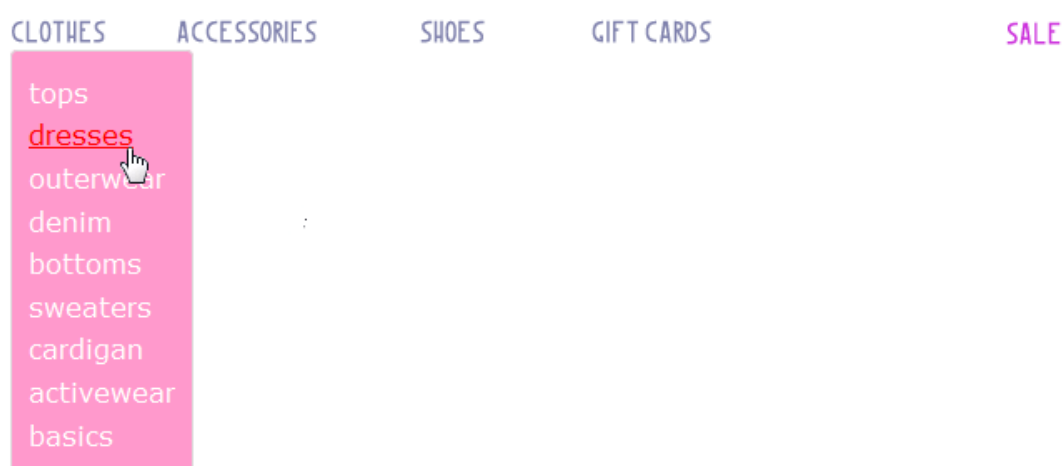 CLOTHES ACCESSORIES SHOES GIFT CARDS SALE
tops
dresses
outerwear
denim
:
bottoms
sweaters
cardigan
activewear
basics